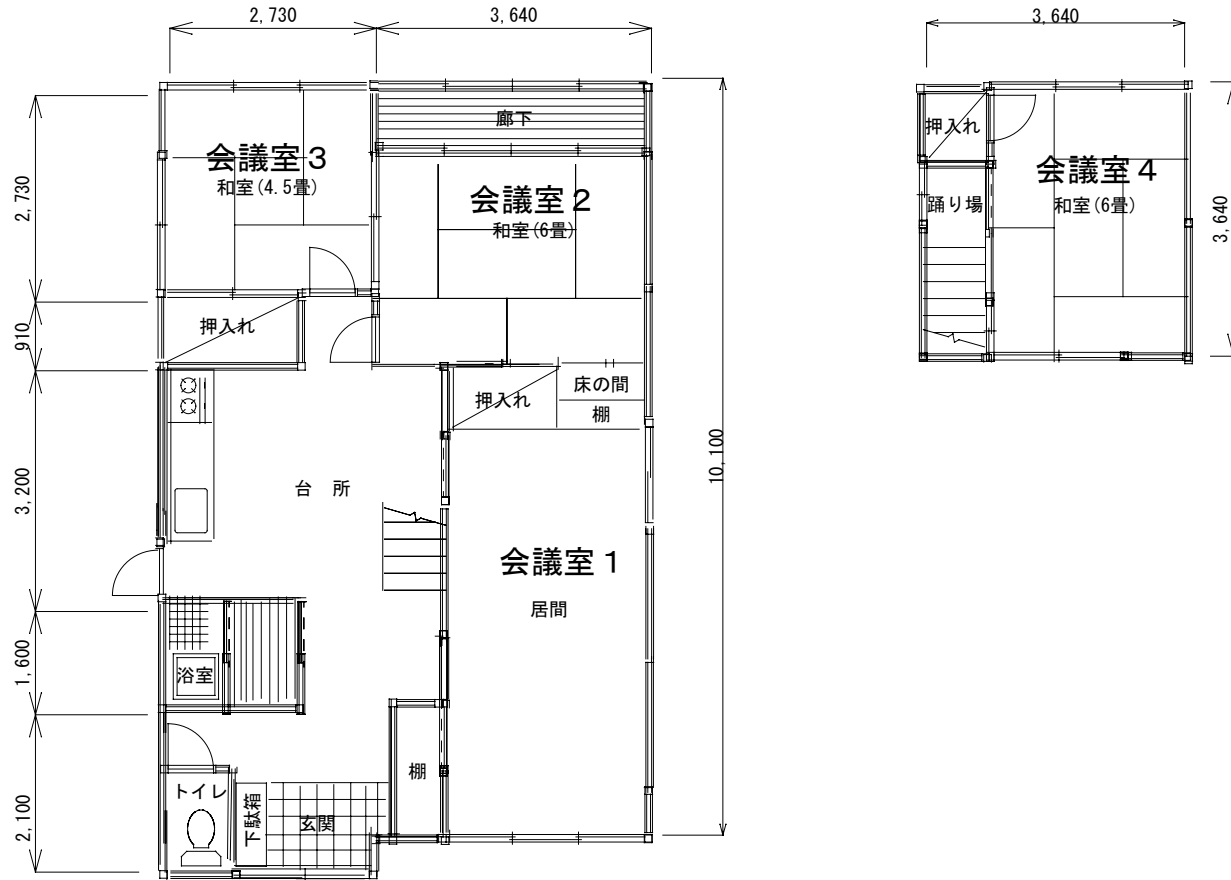 2,730
3,640
3,640
廊下
押入れ
会議室３
和室(4.5畳)
会議室２
和室(6畳)
会議室４
和室(6畳)
踊り場
2,730
3,640
押入れ
910
押入れ
床の間
棚
10,100
台 所
3,200
会議室１
居間
浴室
1,600
棚
トイレ
下駄箱
玄関
2,100